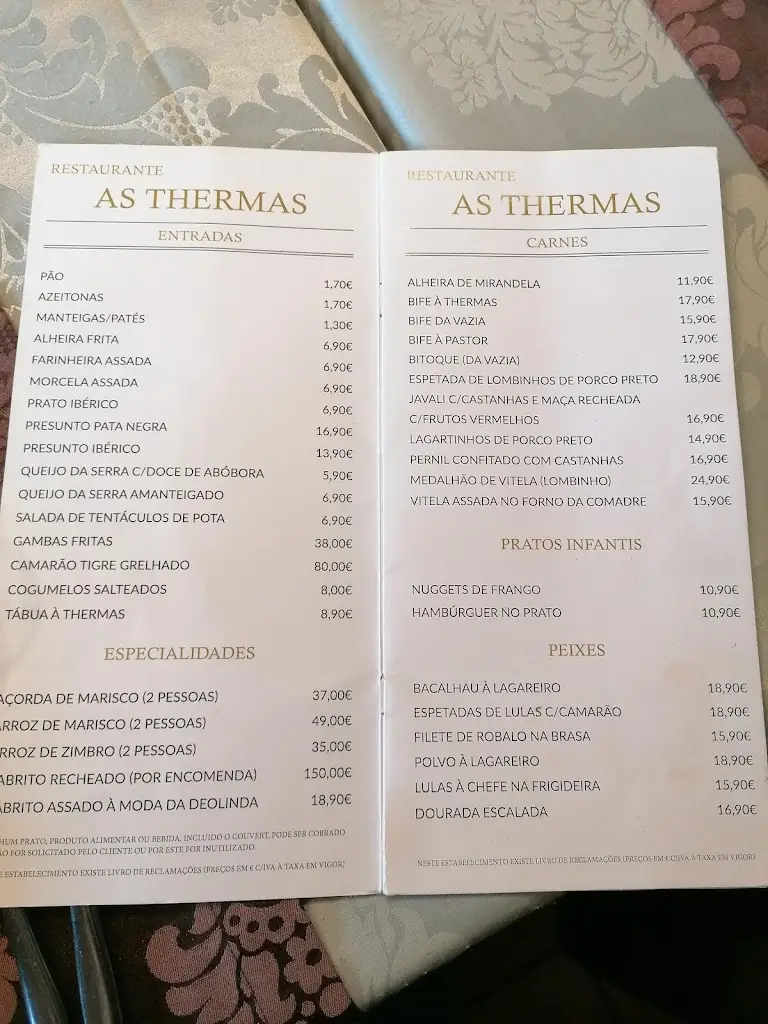 RESTAURANTE
AS THERMAS
ENTRADAS
PÃO 1,70€
AZEITONAS 1,70€
MANTEIGAS/PATÉS 1,30€
ALHEIRA FRITA 6,90€
FARINHEIRA ASSADA 6,90€
MORCELA ASSADA 6,90€
PRATO IBÉRICO 6,90€
PRESUNTO PATA NEGRA 16,90€
PRESUNTO IBÉRICO 13,90€
QUEIJO DA SERRA C/DOCE DE ABÓBORA 5,90€
QUEIJO DA SERRA AMANTEIGADO 6,90€
SALADA DE TENTÁCULOS DE POTA 6,90€
GAMBAS FRITAS 38,00€
CAMARÃO TIGRE GRELHADO 80,00€
COGUMELOS SALTEADOS 8,00€
TÁBUA À THERMAS 8,90€
ESPECIALIDADES
AÇORDA DE MARISCO (2 PESSOAS) 37,00€
ARROZ DE MARISCO (2 PESSOAS) 49,00€
RROZ DE ZIMBRO (2 PESSOAS) 35,00€
ABRITO RECHEADO (POR ENCOMENDA) 150,00€
ABRITO ASSADO À MODA DA DEOLINDA 18,90€
HUM PRATO, PRODUTO ALIMENTAR OU BEBIDA, INCLUIDO O COUVERT, PODE SER COBRADO
ÃO FOR SOLICITADO PELO CLIENTE OU POR ESTE FOR INUTILIZADO.
E ESTABELECIMENTO EXISTE LIVRO DE RECLAMAÇÕES (PREÇOS EM € C/IVA À TAXA EM VIGOR)
RESTAURANTE
AS THERMAS
CARNES
ALHEIRA DE MIRANDELA 11,90€
BIFE À THERMAS 17,90€
BIFE DA VAZIA 15,90€
BIFE À PASTOR 17,90€
BITOQUE (DA VAZIA) 12,90€
ESPETADA DE LOMBINHOS DE PORCO PRETO 18,90€
JAVALI C/CASTANHAS E MAÇA RECHEADA
C/FRUTOS VERMELHOS 16,90€
LAGARTINHOS DE PORCO PRETO 14,90€
PERNIL CONFITADO COM CASTANHAS 16,90€
MEDALHÃO DE VITELA (LOMBINHO) 24,90€
VITELA ASSADA NO FORNO DA COMADRE 15,90€
PRATOS INFANTIS
NUGGETS DE FRANGO 10,90€
HAMBÚRGUER NO PRATO 10,90€
PEIXES
BACALHAU À LAGAREIRO 18,90€
ESPETADAS DE LULAS C/CAMARÃO 18,90€
FILETE DE ROBALO NA BRASA 15,90€
POLVO À LAGAREIRO 18,90€
LULAS À CHEFE NA FRIGIDEIRA 15,90€
DOURADA ESCALADA 16,90€
NESTE ESTABELECIMENTO EXISTE LIVRO DE RECLAMAÇÕES (PREÇOS EM € C/IVA À TAXA EM VIGOR)